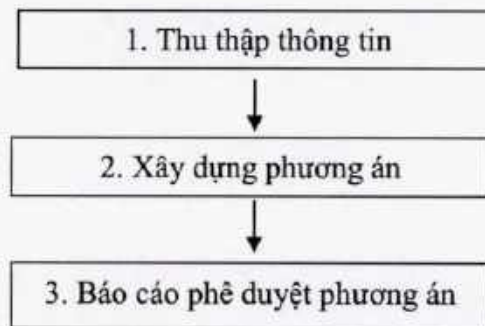 1. Thu thập thông tin
2. Xây dựng phương án
3. Báo cáo phê duyệt phương án